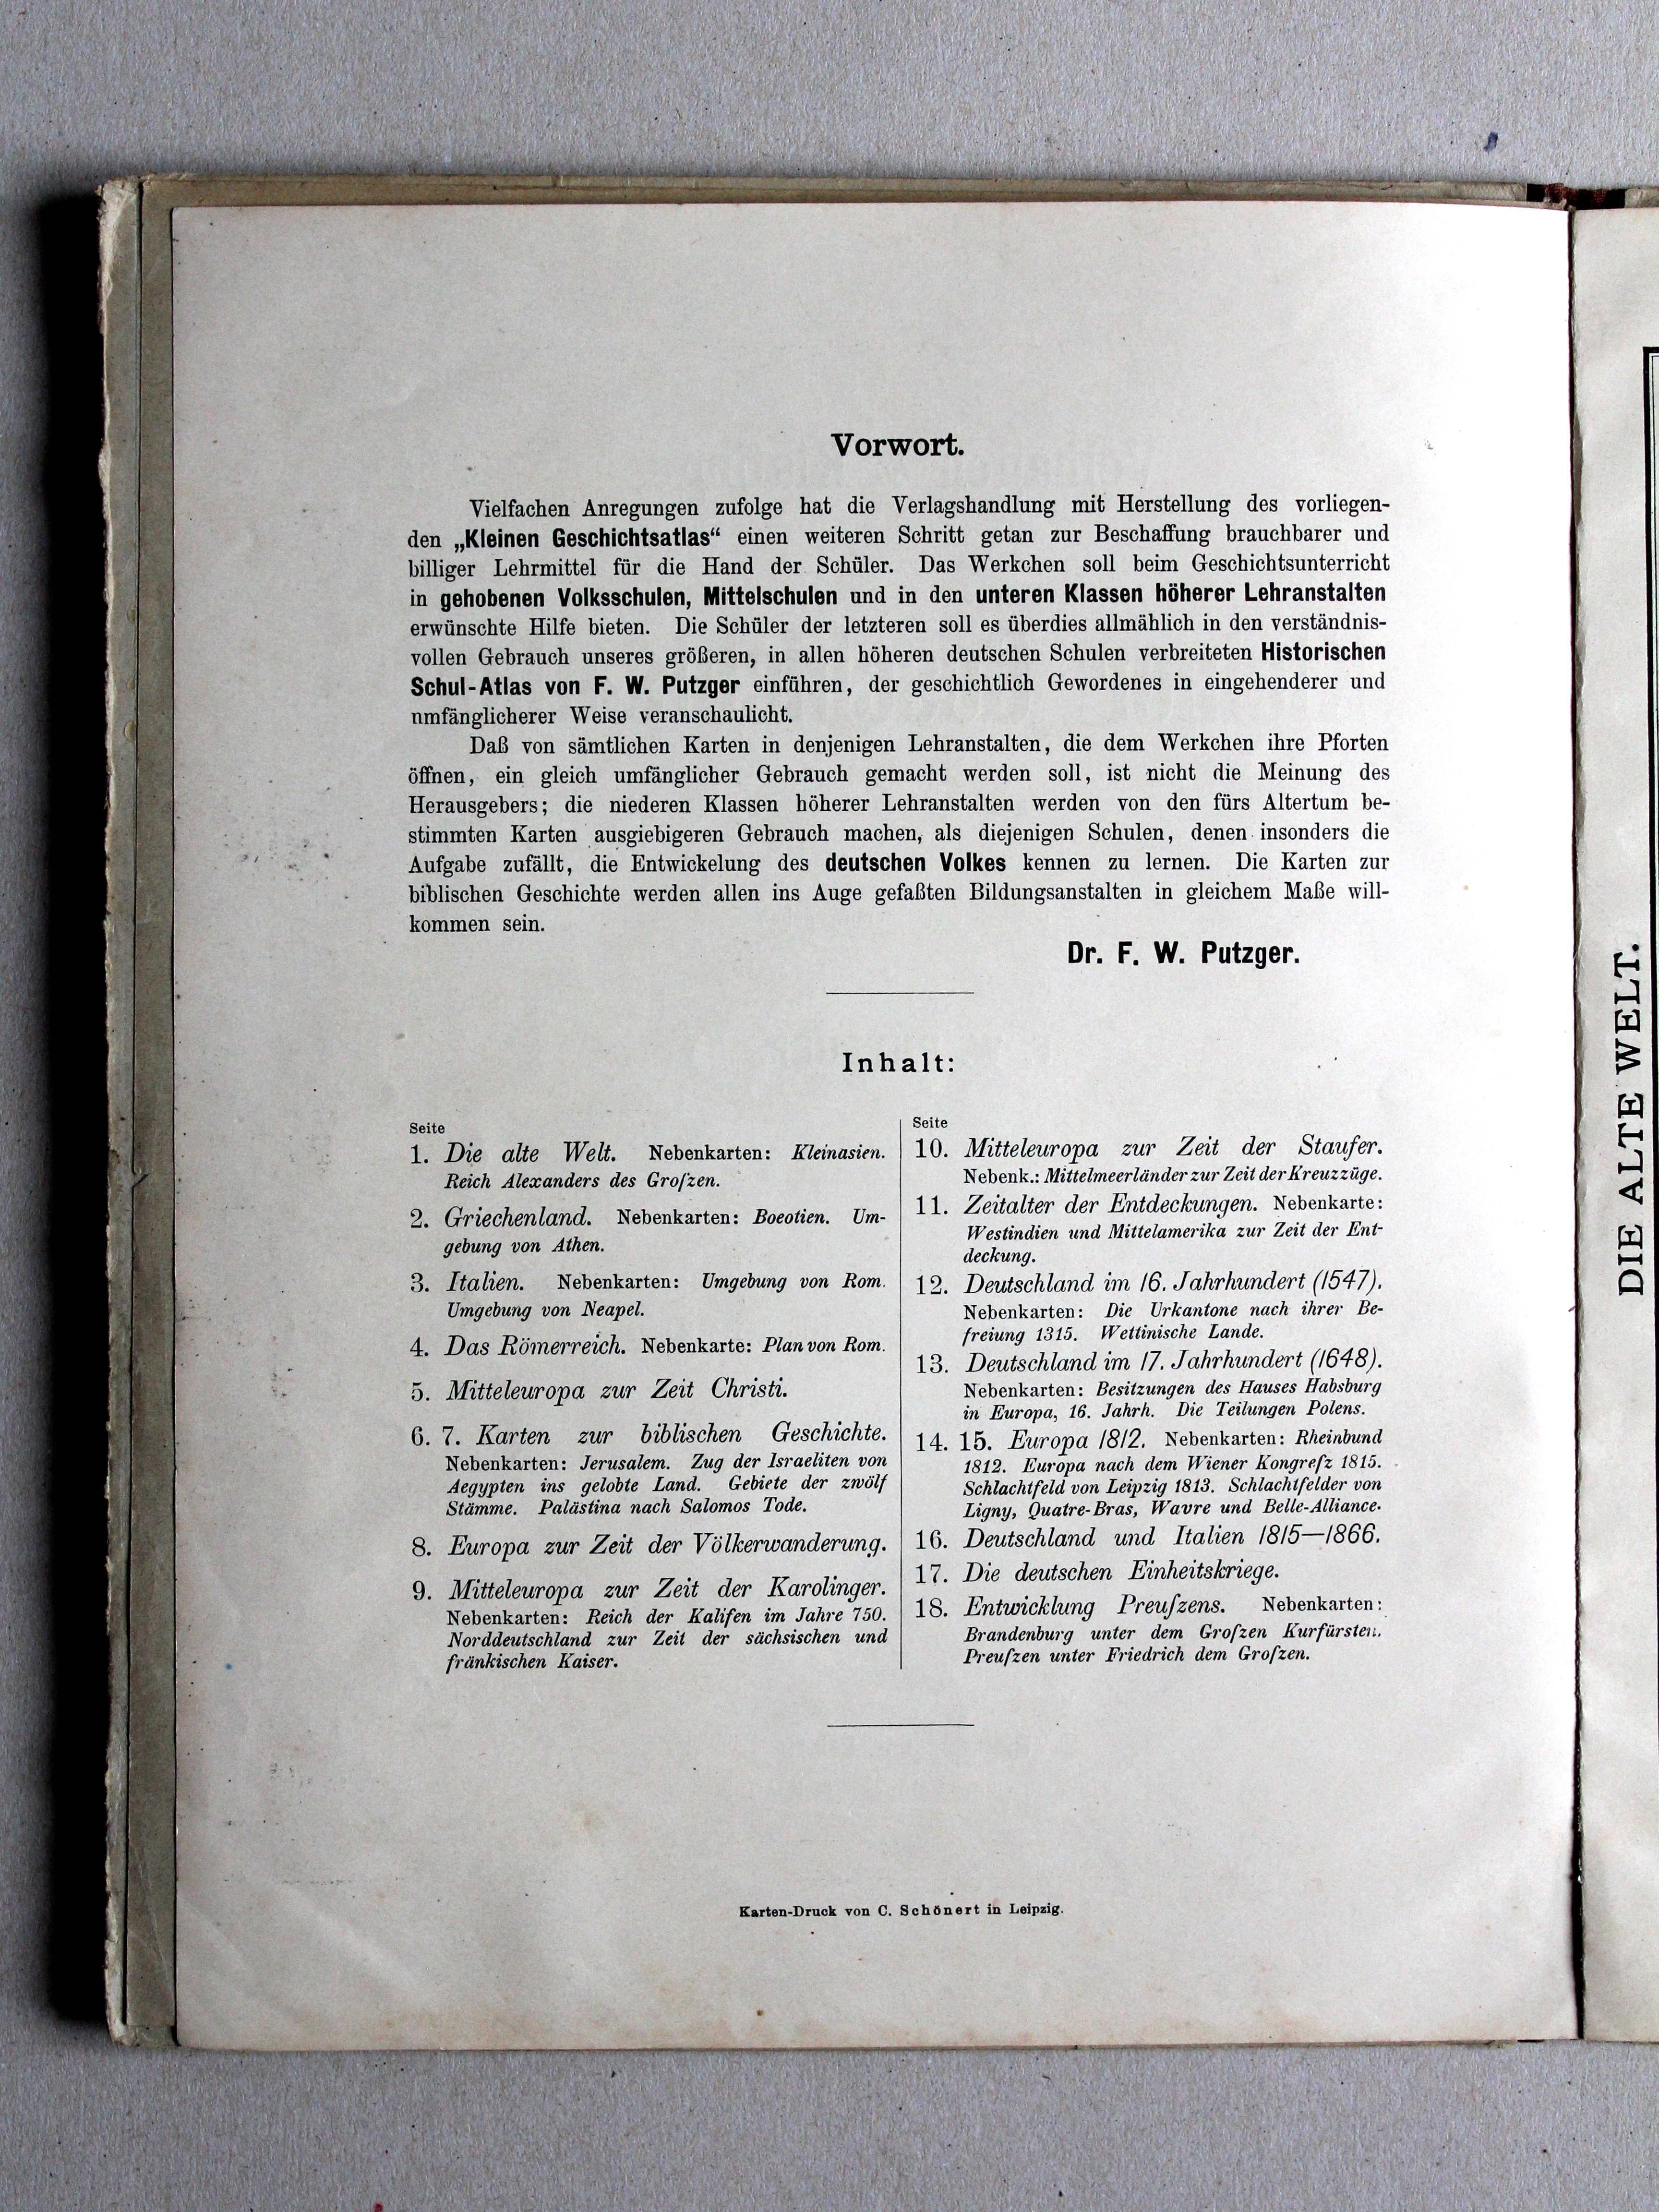 Vorwort.
Vielfachen Anregungen zufolge hat die Verlagshandlung mit Herstellung des vorliegen-
den „Kleinen Geschichtsatlas“ einen weiteren Schritt getan zur Beschaffung brauchbarer und
billiger Lehrmittel für die Hand der Schüler. Das Werkchen soll beim Geschichtsunterricht
in gehobenen Volksschulen, Mittelschulen und in den unteren Klassen höherer Lehranstalten
erwünschte Hilfe bieten. Die Schüler der letzteren soll es überdies allmählich in den verständnis-
vollen Gebrauch unseres größeren, in allen höheren deutschen Schulen verbreiteten Historischen
Schul-Atlas von F. W. Putzger einführen, der geschichtlich Gewordenes in eingehenderer und
nmfänglicherer Weise veranschaulicht.
Daß von sämtlichen Karten in denjenigen Lehranstalten, die dem Werkchen ihre Pforten
öffnen, ein gleich umfänglicher Gebrauch gemacht werden soll, ist nicht die Meinung des
Herausgebers; die niederen Klassen höherer Lehranstalten werden von den fürs Altertum be-
stimmten Karten ausgiebigeren Gebrauch machen, als diejenigen Schulen, denen insonders die
Aufgabe zufällt, die Entwickelung des deutschen Volkes kennen zu lernen. Die Karten zur
biblischen Geschichte werden allen ins Auge gefaßten Bildungsanstalten in gleichem Maße will-
kommen sein.
Dr. F. W. Putzger.
Inhalt:
Seite
1. Die alte Welt. Nebenkarten: Kleinasien.
Reich Alexanders des Groſzen.
2. Griechenland. Nebenkarten: Boeotien. Um-
gebung von Athen.
3. Italien. Nebenkarten: Umgebung von Rom.
Umgebung von Neapel.
4. Das Römerreich. Nebenkarte: Plan von Rom.
5. Mitteleuropa zur Zeit Christi.
6. 7. Karten zur biblischen Geschichte.
Nebenkarten: Jerusalem. Zug der Israeliten von
Aegypten ins gelobte Land. Gebiete der zwölf
Stämme. Palästina nach Salomos Tode.
8. Europa zur Zeit der Völkerwanderung.
9. Mitteleuropa zur Zeit der Karolinger.
Nebenkarten: Reich der Kalifen im Jahre 750.
Norddeutschland zur Zeit der sächsischen und
fränkischen Kaiser.
Seite
10. Mitteleuropa zur Zeit der Staufer.
Nebenk.: Mittelmeerländer zur Zeit der Kreuzzüge.
11. Zeitalter der Entdeckungen. Nebenkarte:
Westindien und Mittelamerika zur Zeit der Ent-
deckung.
12. Deutschland im 16. Jahrhundert (1547).
Nebenkarten: Die Urkantone nach ihrer Be-
freiung 1315. Wettinische Lande.
13. Deutschland im 17. Jahrhundert (1648).
Nebenkarten: Besitzungen des Hauses Habsburg
in Europa, 16. Jahrh. Die Teilungen Polens.
14. 15. Europa 1812. Nebenkarten: Rheinbund
1812. Europa nach dem Wiener Kongreſz 1815.
Schlachtfeld von Leipzig 1813. Schlachtfelder von
Ligny, Quatre-Bras, Wavre und Belle-Alliance.
16. Deutschland und Italien 1815—1866.
17. Die deutschen Einheitskriege.
18. Entwicklung Preuſzens. Nebenkarten:
Brandenburg unter dem Groſzen Kurfürsten.
Preuſzen unter Friedrich dem Groſzen.
Karten-Druck von C. Schönert in Leipzig.
DIE ALTE WELT.